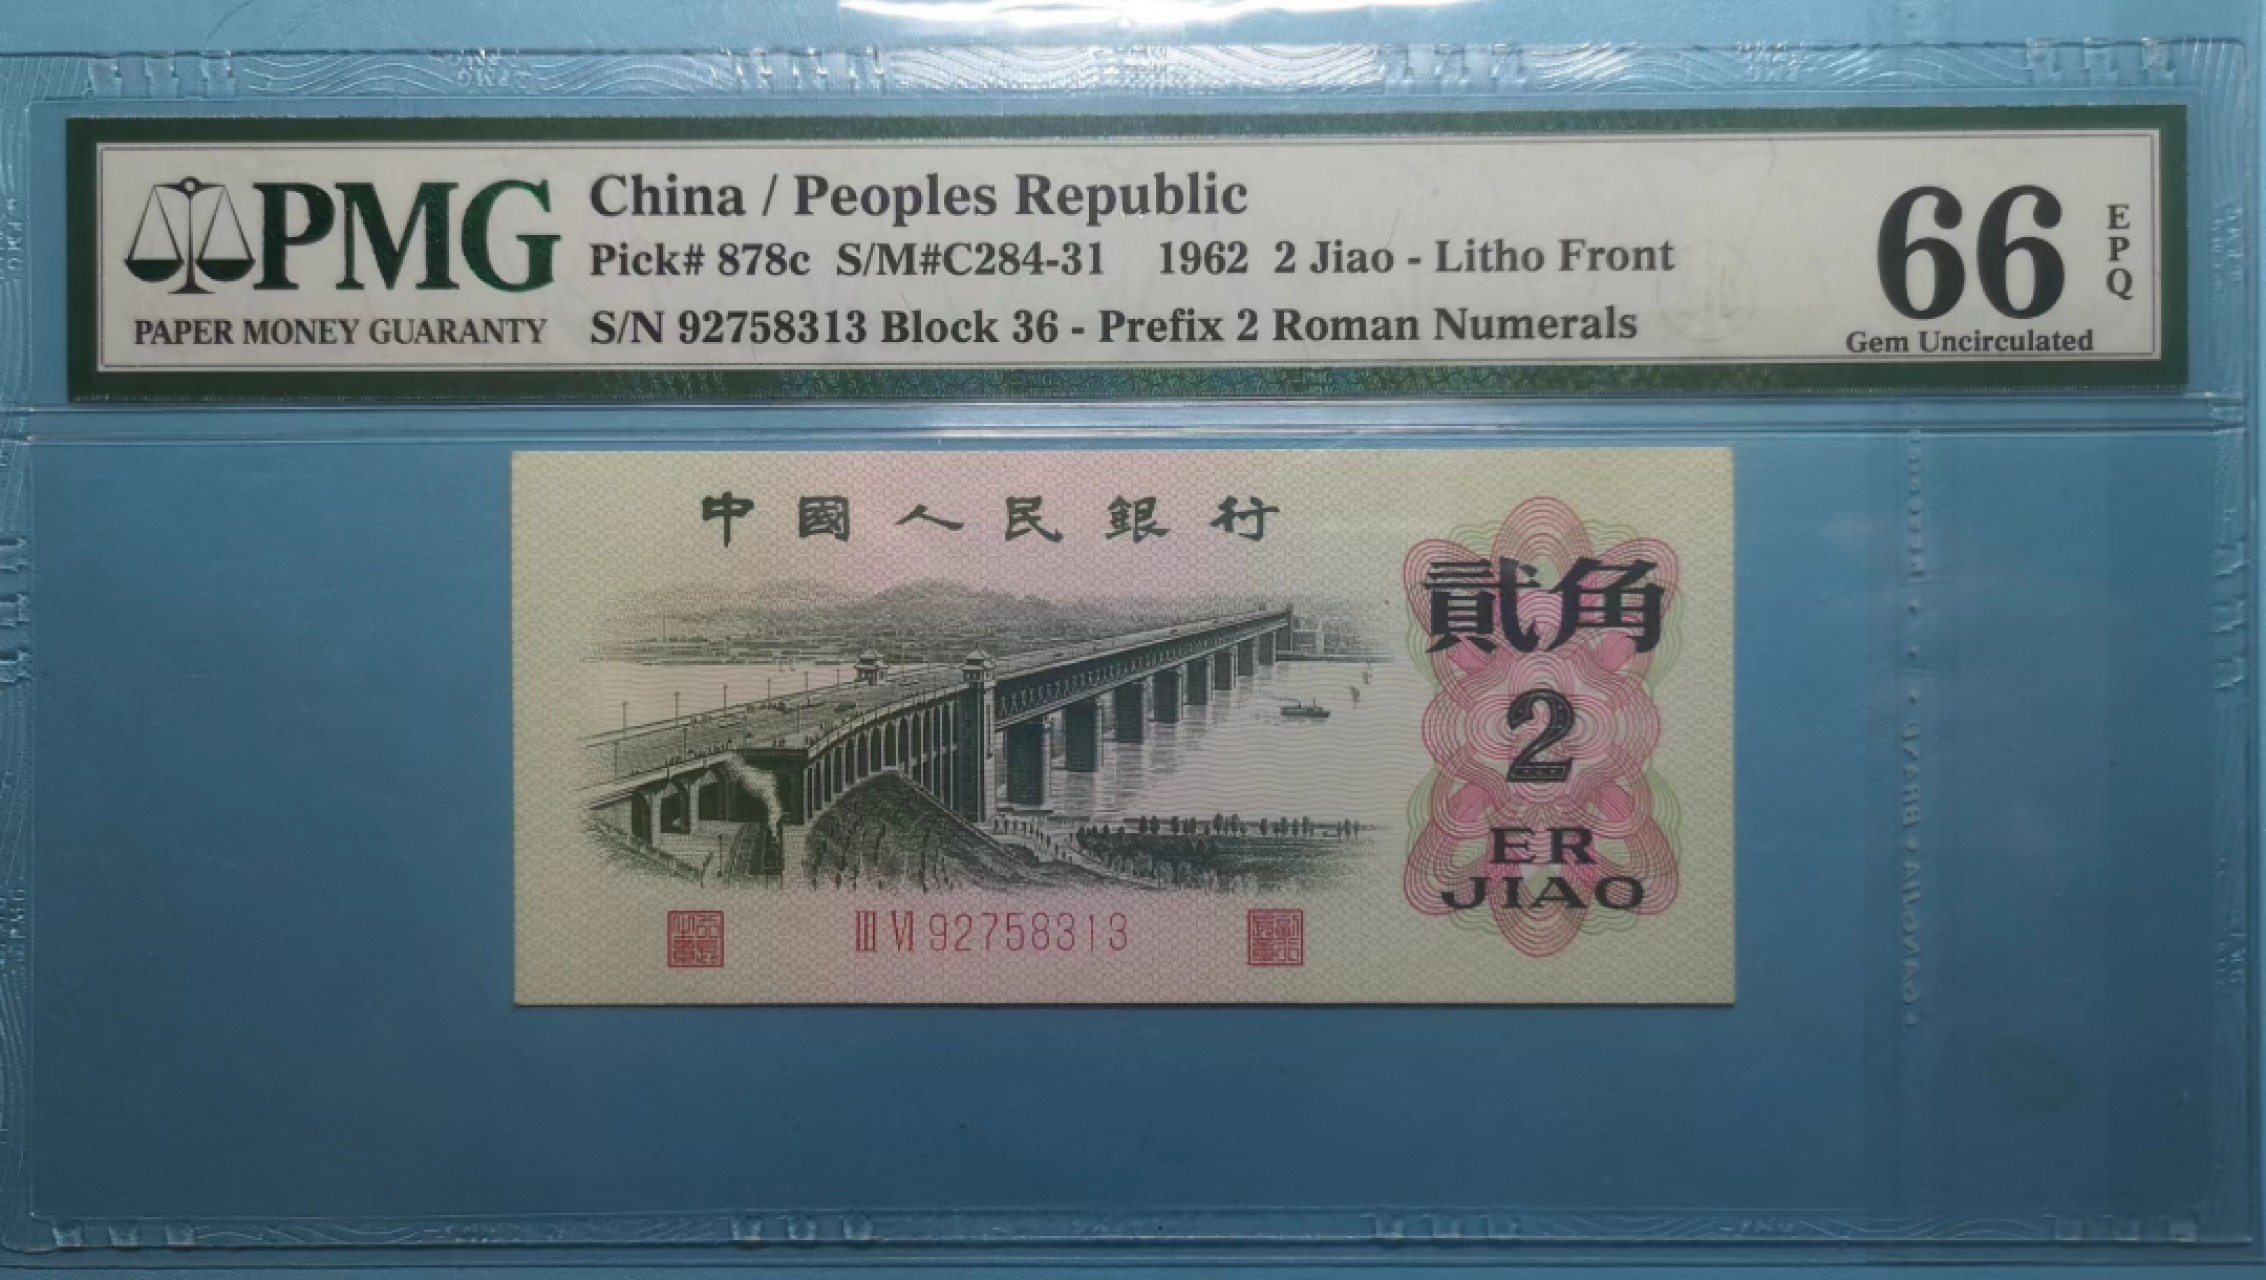 PMG
PAPER MONEY GUARANTY
China / Peoples Republic
Pick# 878c S/M#C284-31 1962 2 Jiao - Litho Front
S/N 92758313 Block 36 - Prefix 2 Roman Numerals
66
EPQ
Gem Uncirculated
中國人民銀行
貳角
2
ER
JIAO
III VI 92758313